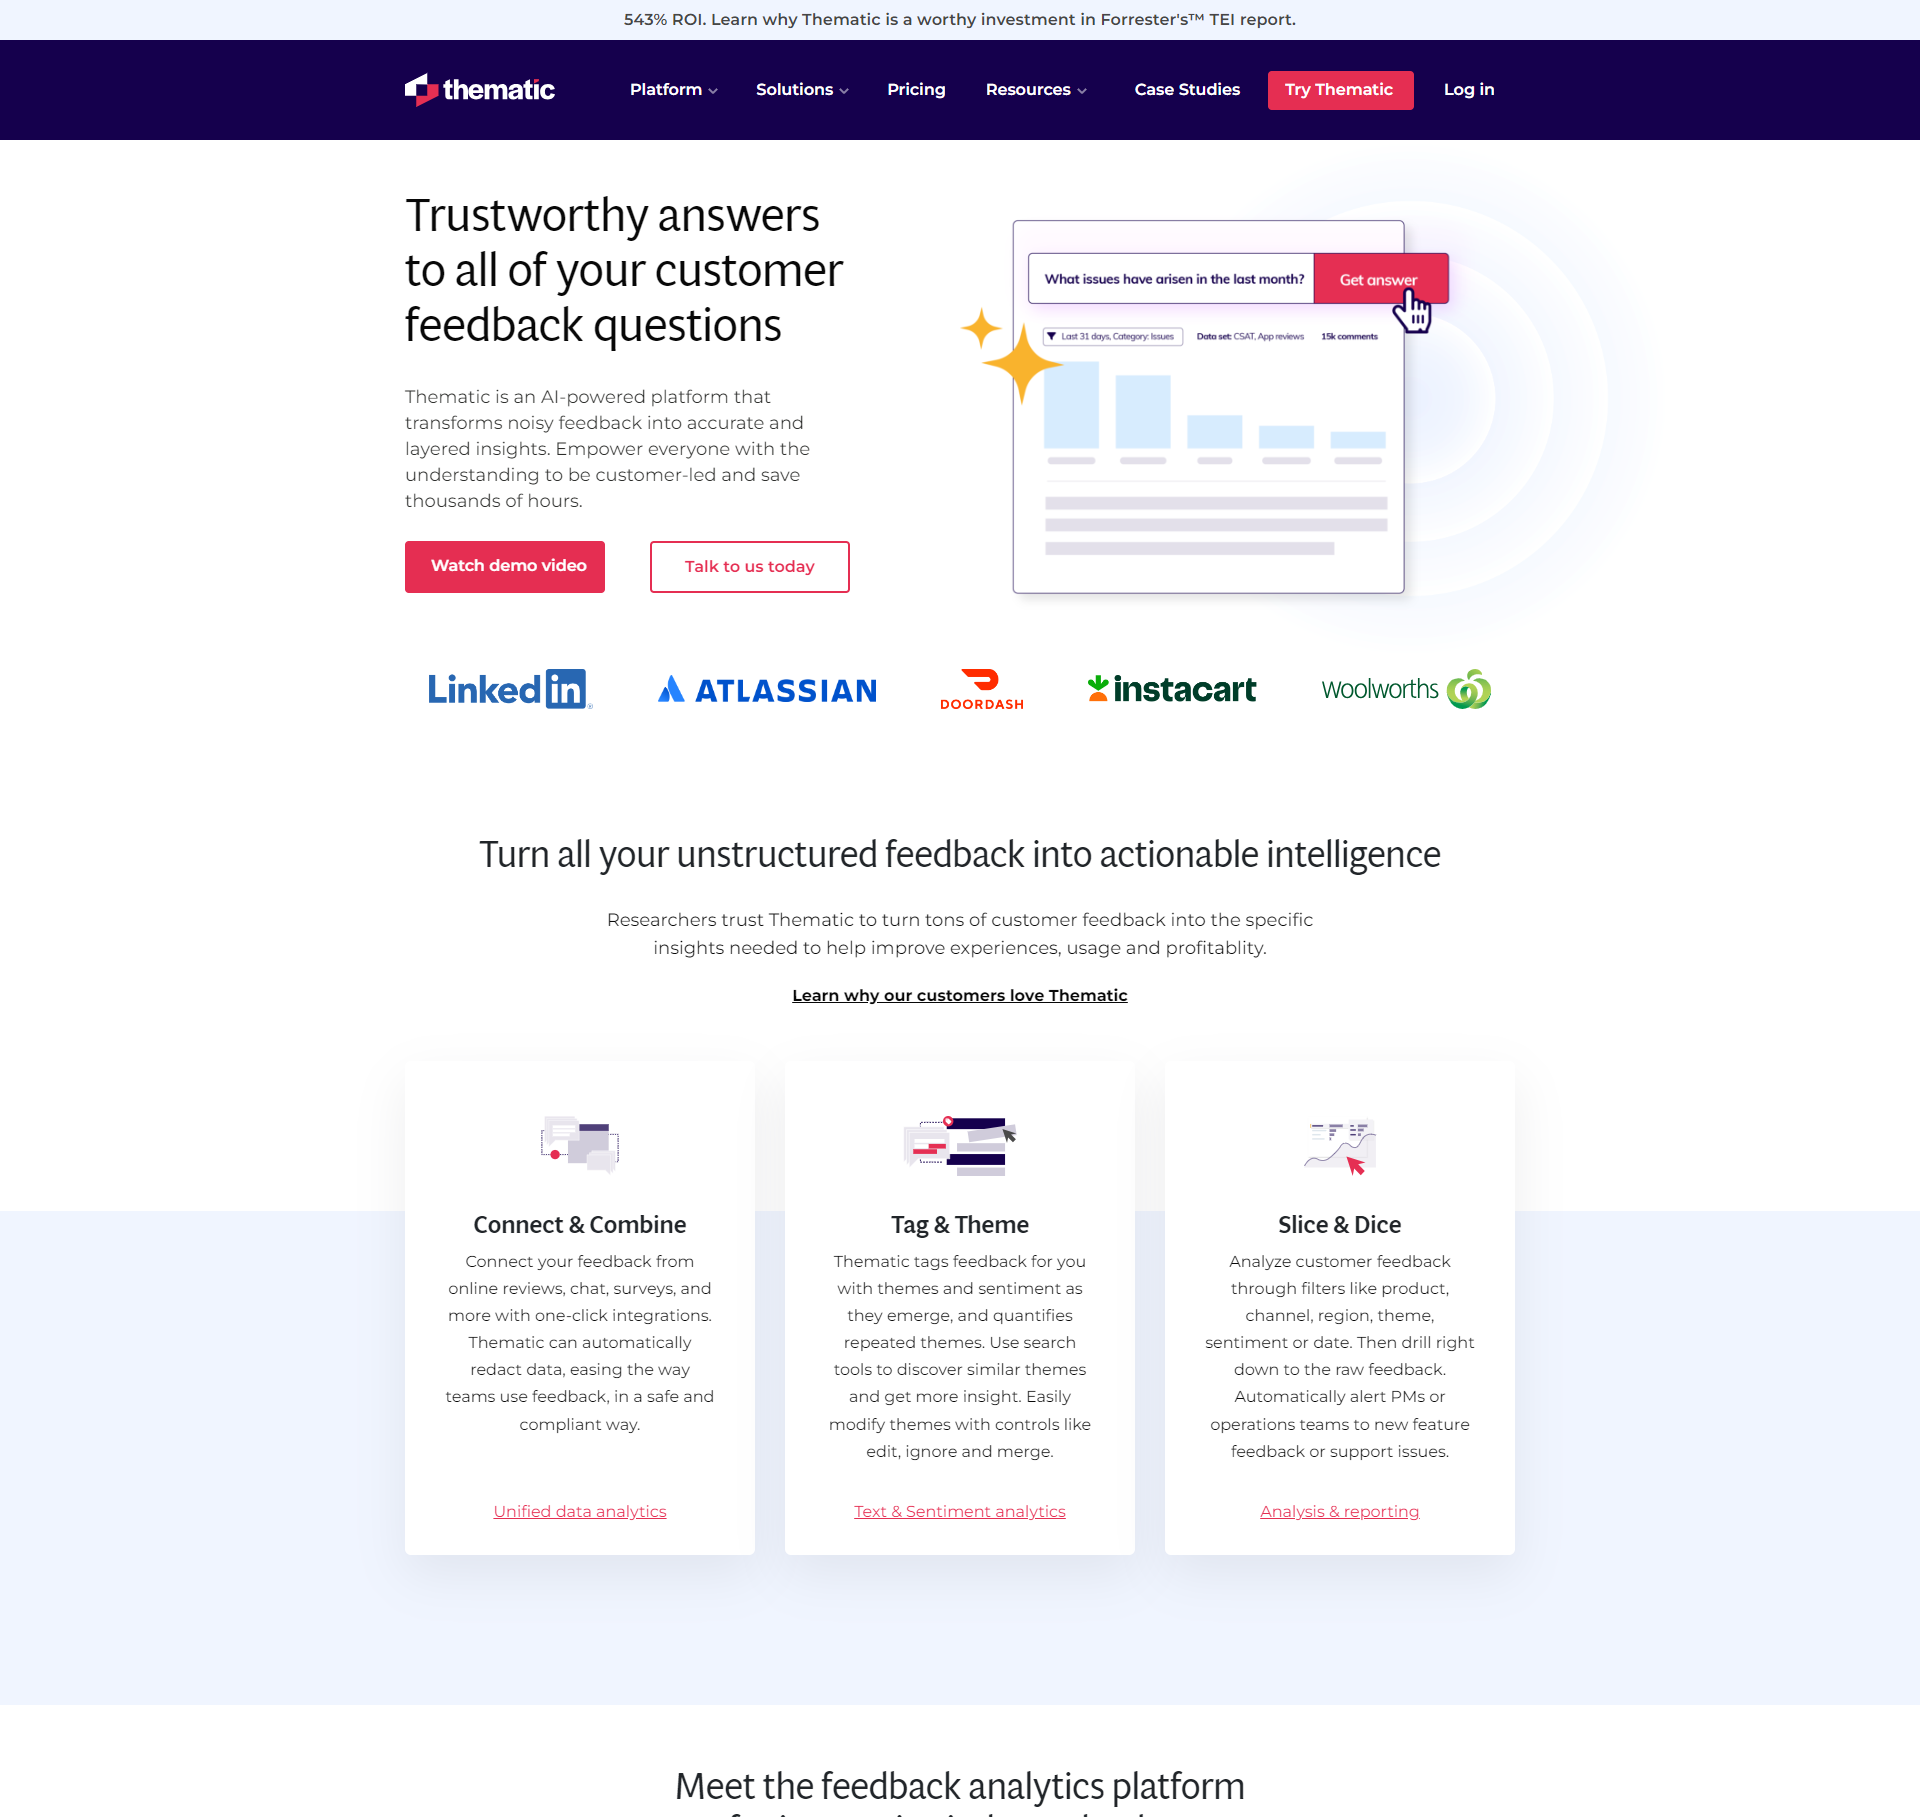 543% ROI. Learn why Thematic is a worthy investment in Forrester's™ TEI report.
thematic
Platform
Solutions
Pricing
Resources
Case Studies
Try Thematic
Log in
Trustworthy answers
to all of your customer
feedback questions
Thematic is an AI-powered platform that
transforms noisy feedback into accurate and
layered insights. Empower everyone with the
understanding to be customer-led and save
thousands of hours.
Watch demo video
Talk to us today
What issues have arisen in the last month?
Get answer
Last 31 days, Category: Issues
Data set: CSAT, App reviews
15k comments
Linked in
ATLASSIAN
DOORDASH
instacart
Woolworths
Turn all your unstructured feedback into actionable intelligence
Researchers trust Thematic to turn tons of customer feedback into the specific
insights needed to help improve experiences, usage and profitablity.
Learn why our customers love Thematic
Connect & Combine
Connect your feedback from
online reviews, chat, surveys, and
more with one-click integrations.
Thematic can automatically
redact data, easing the way
teams use feedback, in a safe and
compliant way.
Unified data analytics
Tag & Theme
Thematic tags feedback for you
with themes and sentiment as
they emerge, and quantifies
repeated themes. Use search
tools to discover similar themes
and get more insight. Easily
modify themes with controls like
edit, ignore and merge.
Text & Sentiment analytics
Slice & Dice
Analyze customer feedback
through filters like product,
channel, region, theme,
sentiment or date. Then drill right
down to the raw feedback.
Automatically alert PMs or
operations teams to new feature
feedback or support issues.
Analysis & reporting
Meet the feedback analytics platform